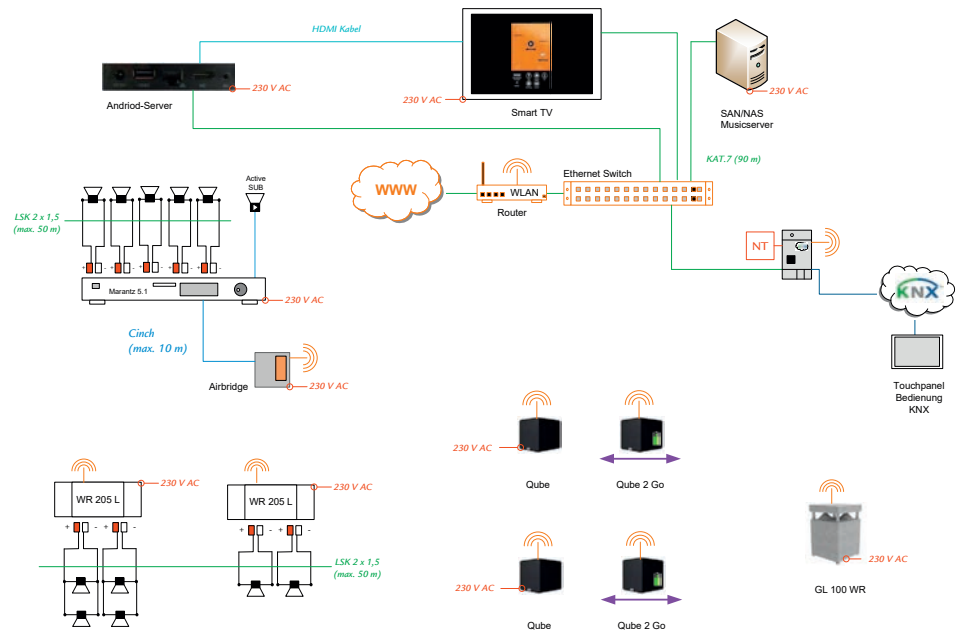 HDMI Kabel
230 V AC
Andriod-Server
230 V AC
Smart TV
230 V AC
SAN/NAS
Musicserver
KAT.7 (90 m)
Ethernet Switch
WWW
WLAN
Router
Active
SUB
LSK 2 x 1,5
(max. 50 m)
+ - + - + - + - + -
Marantz 5.1
230 V AC
NT
KNX
Cinch
(max. 10 m)
Airbridge
230 V AC
Touchpanel
Bedienung
KNX
230 V AC
Qube
Qube 2 Go
WR 205 L
230 V AC
+ -
WR 205 L
230 V AC
+ -
LSK 2 x 1,5
(max. 50 m)
230 V AC
Qube
Qube 2 Go
230 V AC
GL 100 WR